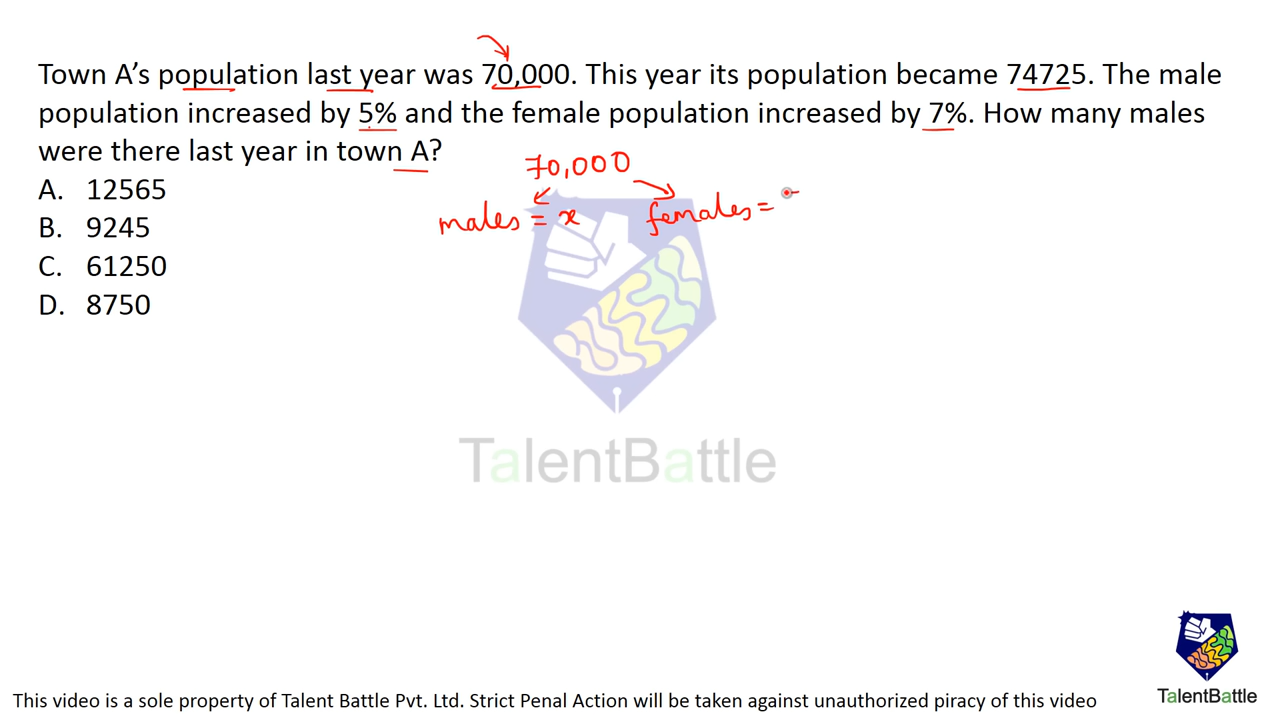 Town A’s population last year was 70,000. This year its population became 74725. The male
population increased by 5% and the female population increased by 7%. How many males
were there last year in town A?
70,000
A. 12565
males = x females =
B. 9245
C. 61250
D. 8750
TalentBattle
TalentBattle
This video is a sole property of Talent Battle Pvt. Ltd. Strict Penal Action will be taken against unauthorized piracy of this video